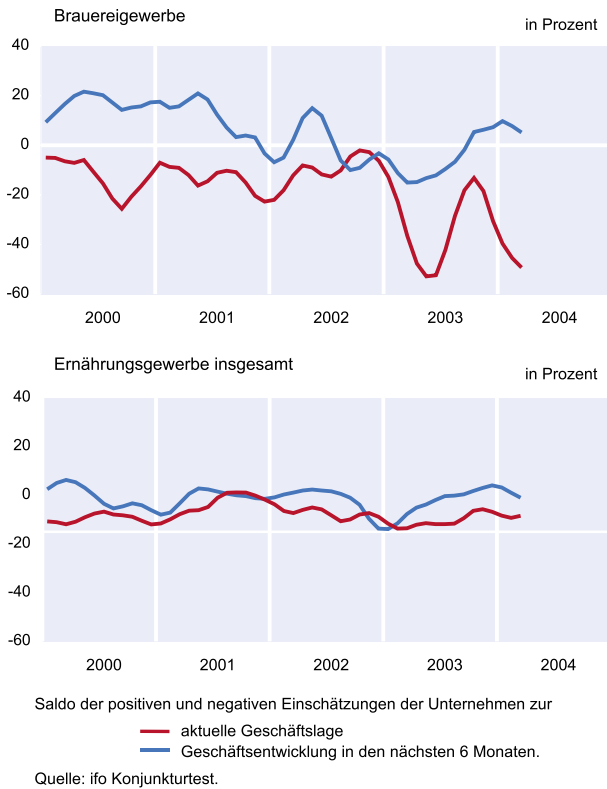 Brauereigewerbe
in Prozent
40
20
0
-20
-40
-60
2000 2001 2002 2003 2004
Ernährungsgewerbe insgesamt
in Prozent
40
20
0
-20
-40
-60
2000 2001 2002 2003 2004
Saldo der positiven und negativen Einschätzungen der Unternehmen zur
aktuelle Geschäftslage
Geschäftsentwicklung in den nächsten 6 Monaten.
Quelle: ifo Konjunkturtest.